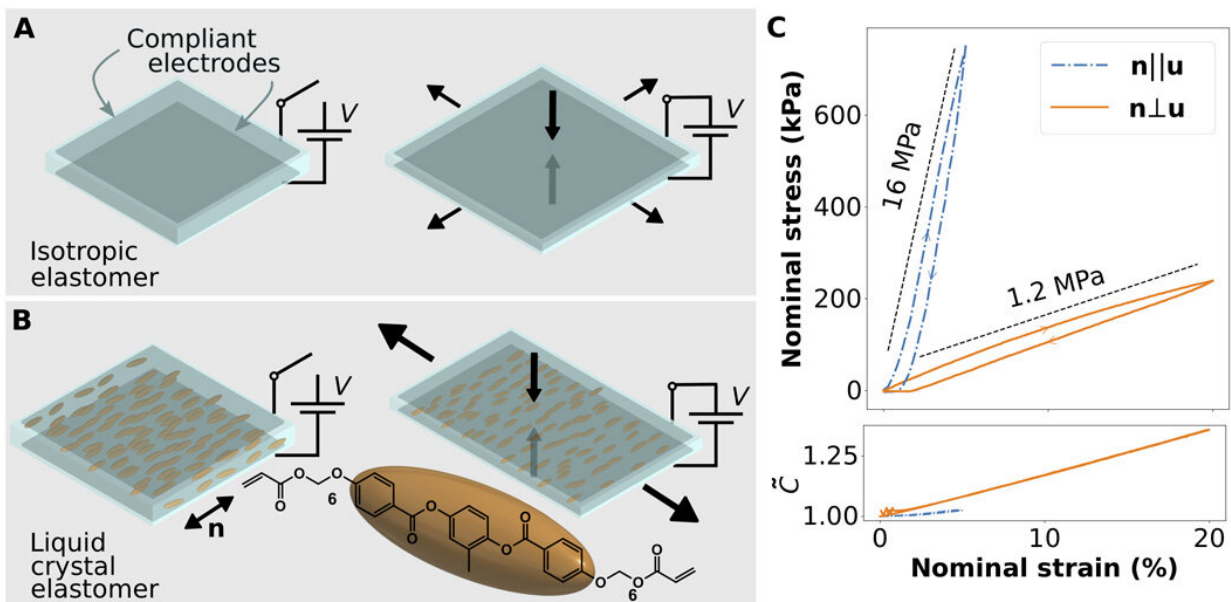 A
Compliant
electrodes
V
V
Isotropic
elastomer
B
V
V
n
Liquid
crystal
elastomer
O
O
6
O
O
O
O
O
O
O
6
O
C
n||u
n⊥u
Nominal stress (kPa)
600
400
200
0
16 MPa
1.2 MPa
C̃
1.25
1.00
0
10
20
Nominal strain (%)